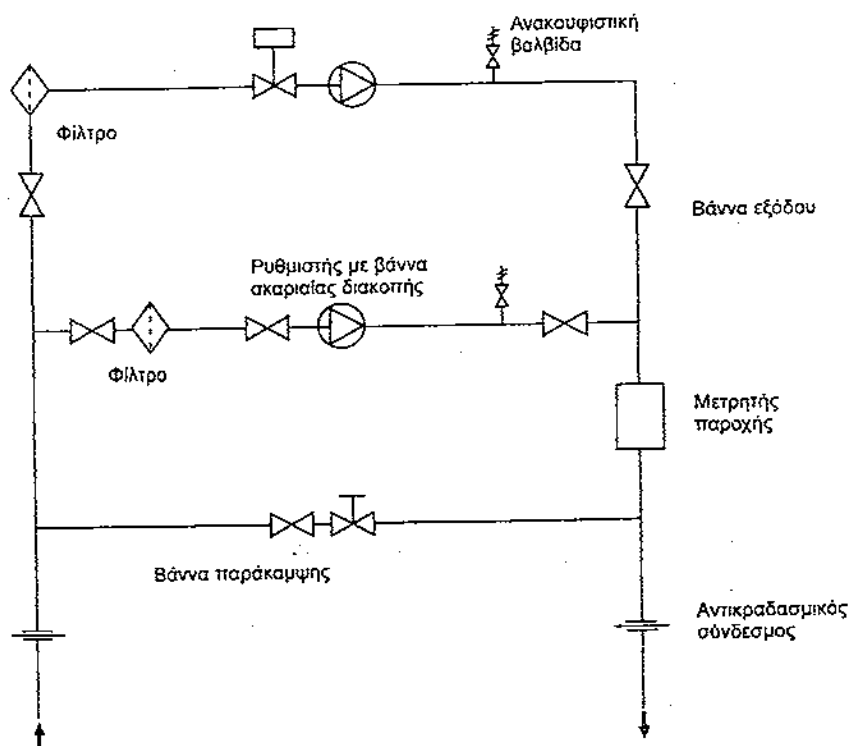 Ανακουφιστική
βαλβίδα
Φίλτρο
Βάννα εξόδου
Ρυθμιστής με βάννα
ακαριαίας διακοπής
Φίλτρο
Μετρητής
παροχής
Βάννα παράκαμψης
Αντικραδασμικός
σύνδεσμος